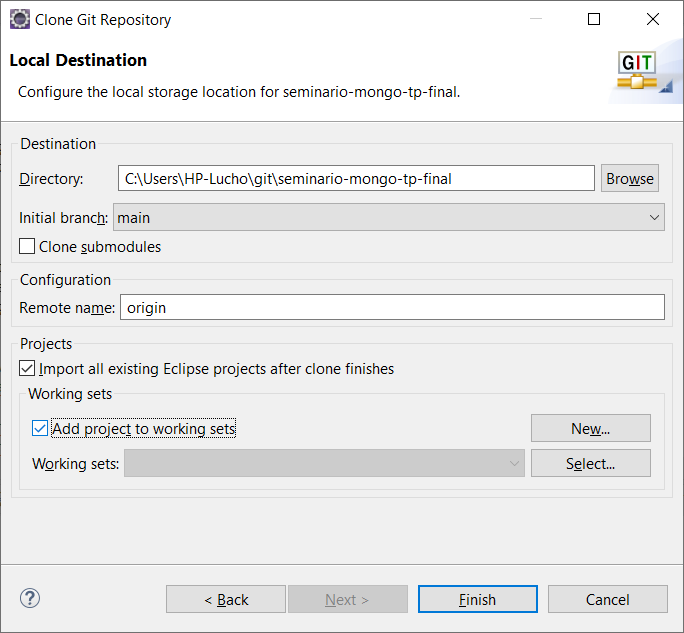 Clone Git Repository
Local Destination
Configure the local storage location for seminario-mongo-tp-final.
GIT
Destination
Directory: C:\Users\HP-Lucho\git\seminario-mongo-tp-final Browse
Initial branch: main
Clone submodules
Configuration
Remote name: origin
Projects
Import all existing Eclipse projects after clone finishes
Working sets
Add project to working sets New...
Working sets: Select...
? < Back Next > Finish Cancel